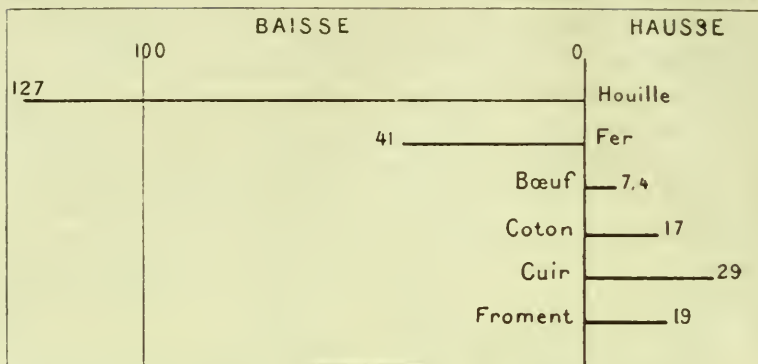 BAISSE HAUSSE
100 0
127 Houille
41 Fer
Bœuf 7,4
Coton 17
Cuir 29
Froment 19